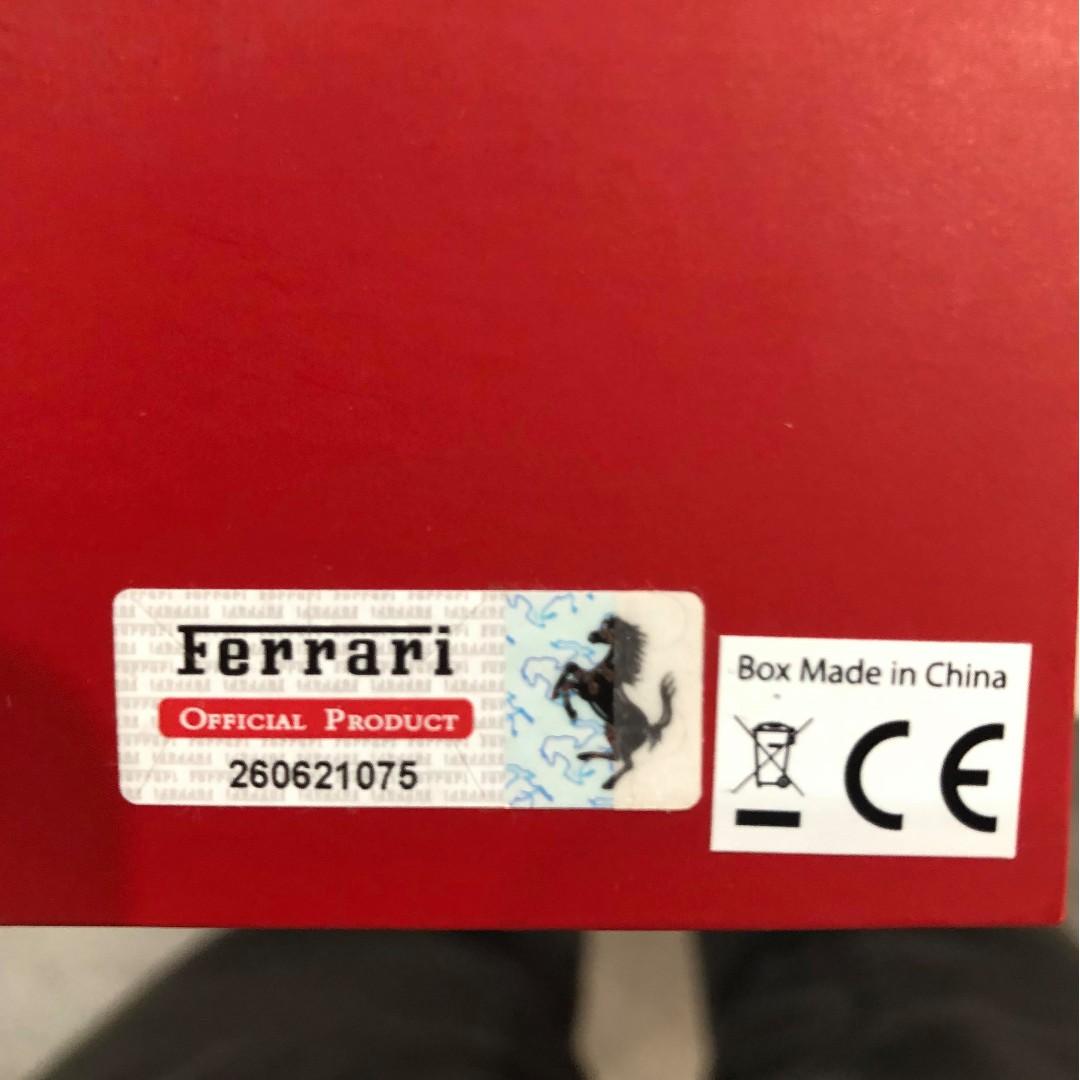 Ferrari
OFFICIAL PRODUCT
260621075
Box Made in China
CE